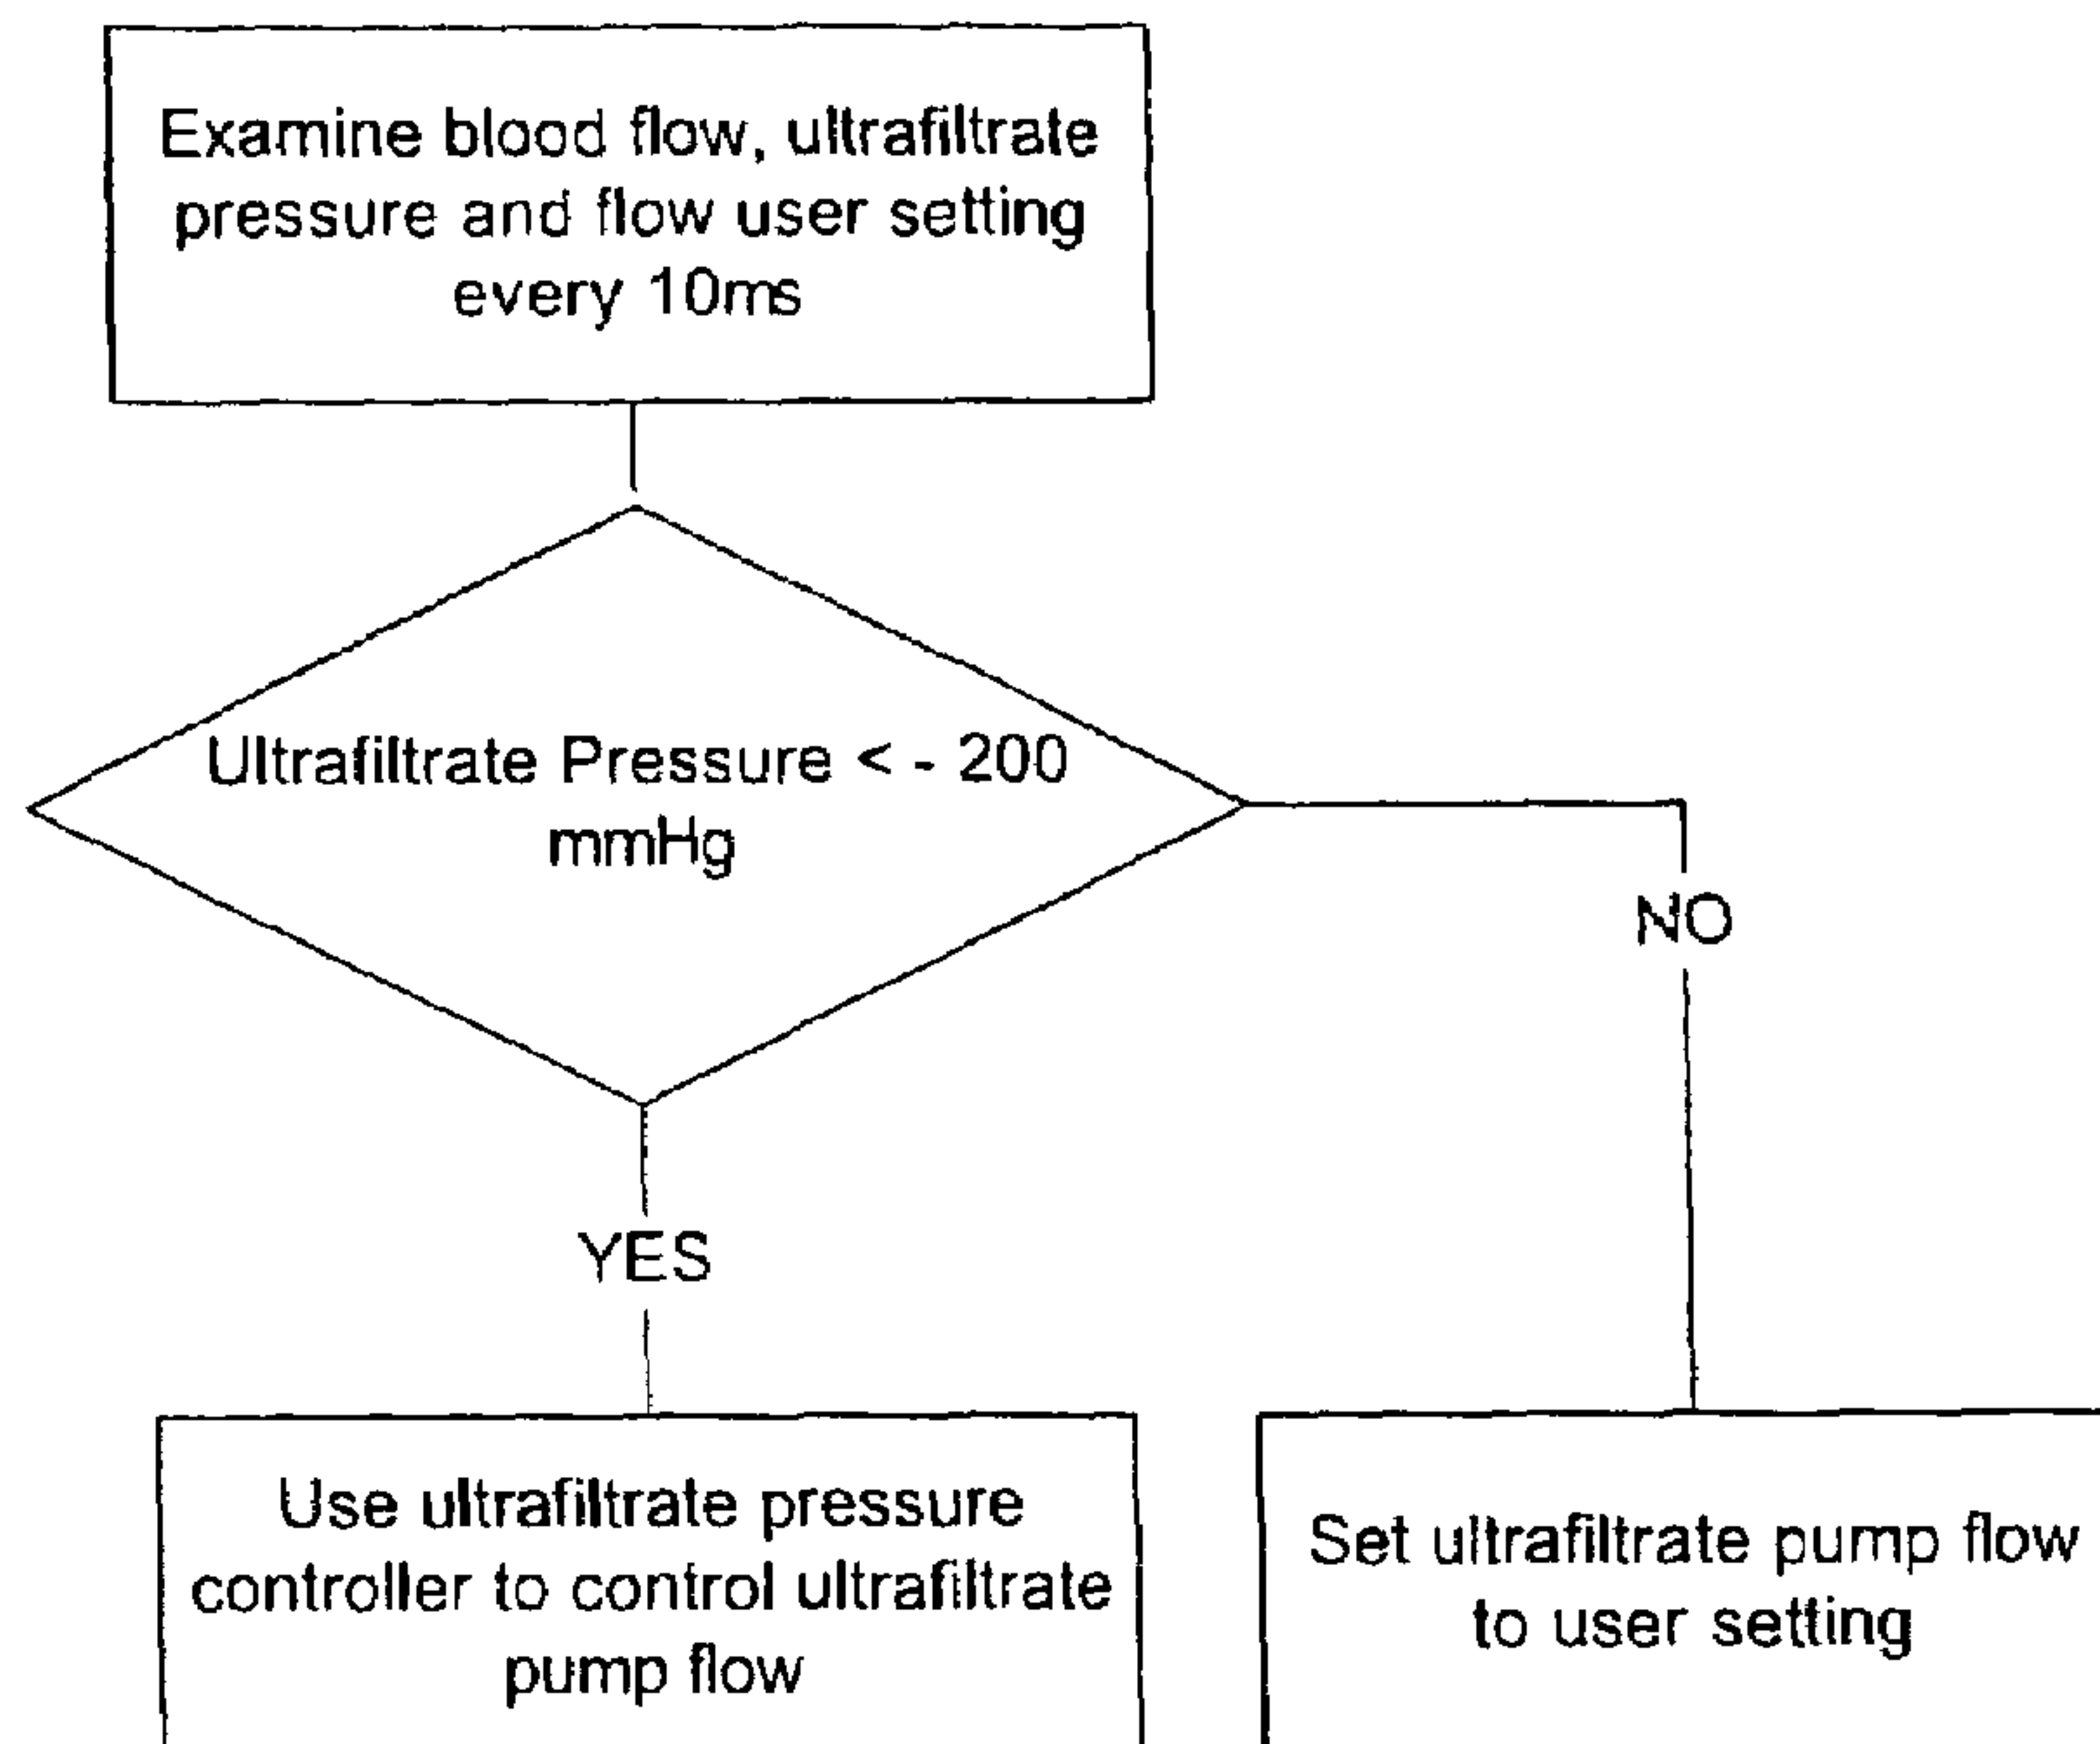 Examine blood flow, ultrafiltrate
pressure and flow user setting
every 10ms
Ultrafiltrate Pressure < - 200
mmHg
NO
YES
Use ultrafiltrate pressure
controller to control ultrafiltrate
pump flow
Set ultrafiltrate pump flow
to user setting